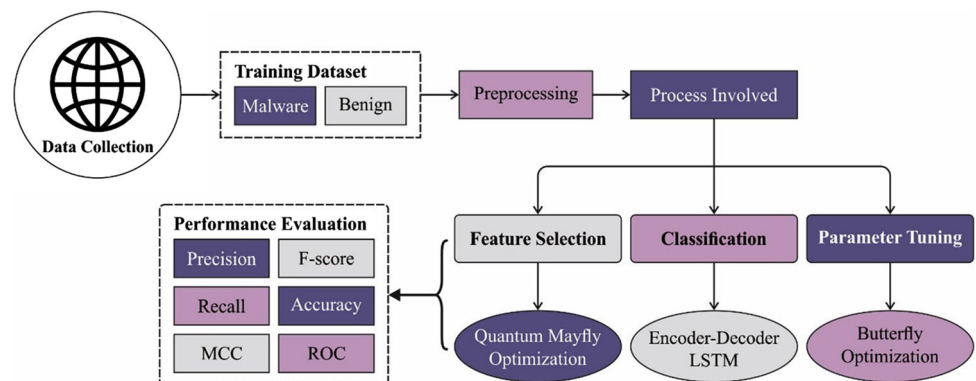 Data Collection
Training Dataset
Malware
Benign
Preprocessing
Process Involved
Feature Selection
Classification
Parameter Tuning
Quantum Mayfly
Optimization
Encoder-Decoder
LSTM
Butterfly
Optimization
Performance Evaluation
Precision
F-score
Recall
Accuracy
MCC
ROC